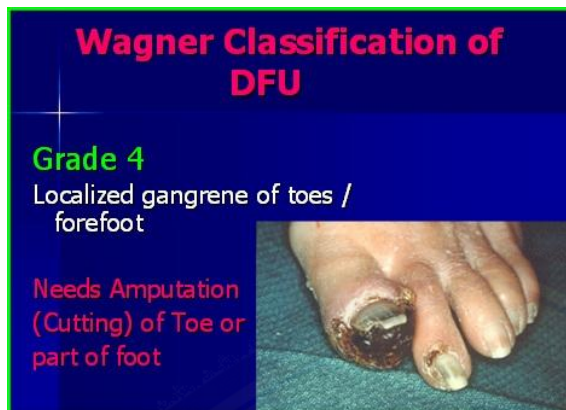 Wagner Classification of
DFU
Grade 4
Localized gangrene of toes /
forefoot
Needs Amputation
(Cutting) of Toe or
part of foot